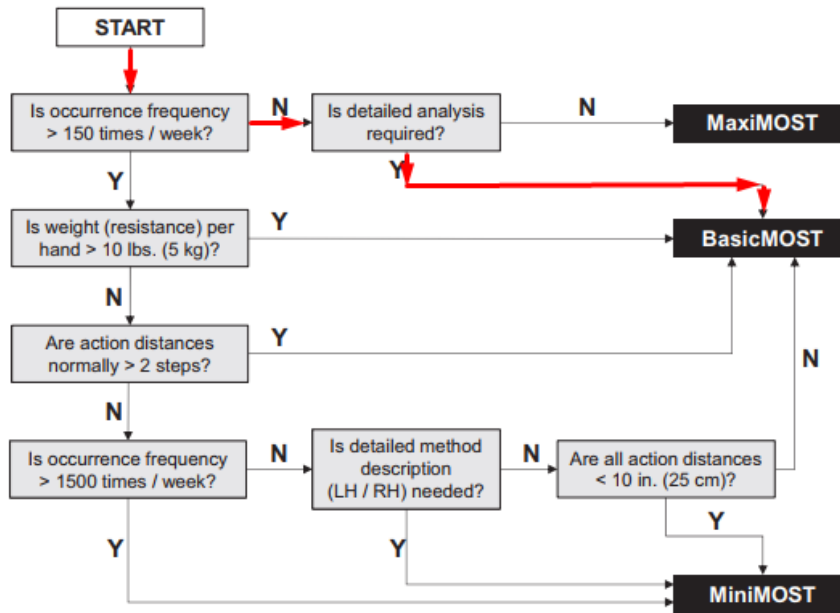 START
Is occurrence frequency
> 150 times / week?
N
Is detailed analysis
required?
N
MaxiMOST
Y
Y
Is weight (resistance) per
hand > 10 lbs. (5 kg)?
Y
BasicMOST
N
Are action distances
normally > 2 steps?
Y
N
N
Is occurrence frequency
> 1500 times / week?
N
Is detailed method
description
(LH / RH) needed?
N
Are all action distances
< 10 in. (25 cm)?
Y
Y
Y
MiniMOST